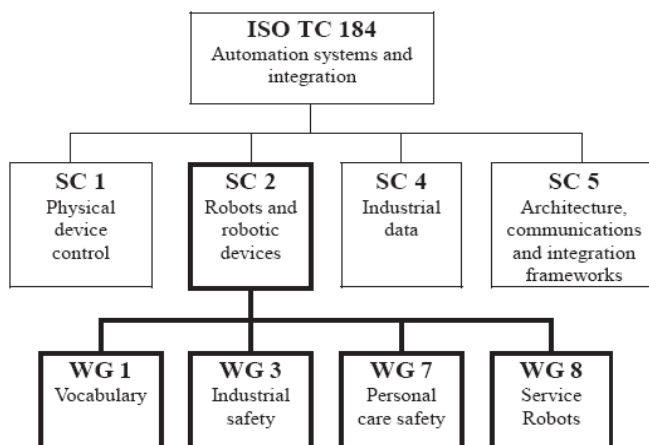 ISO TC 184
Automation systems and
integration
SC 1
Physical
device
control
SC 2
Robots and
robotic
devices
SC 4
Industrial
data
SC 5
Architecture,
communications
and integration
frameworks
WG 1
Vocabulary
WG 3
Industrial
safety
WG 7
Personal
care safety
WG 8
Service
Robots